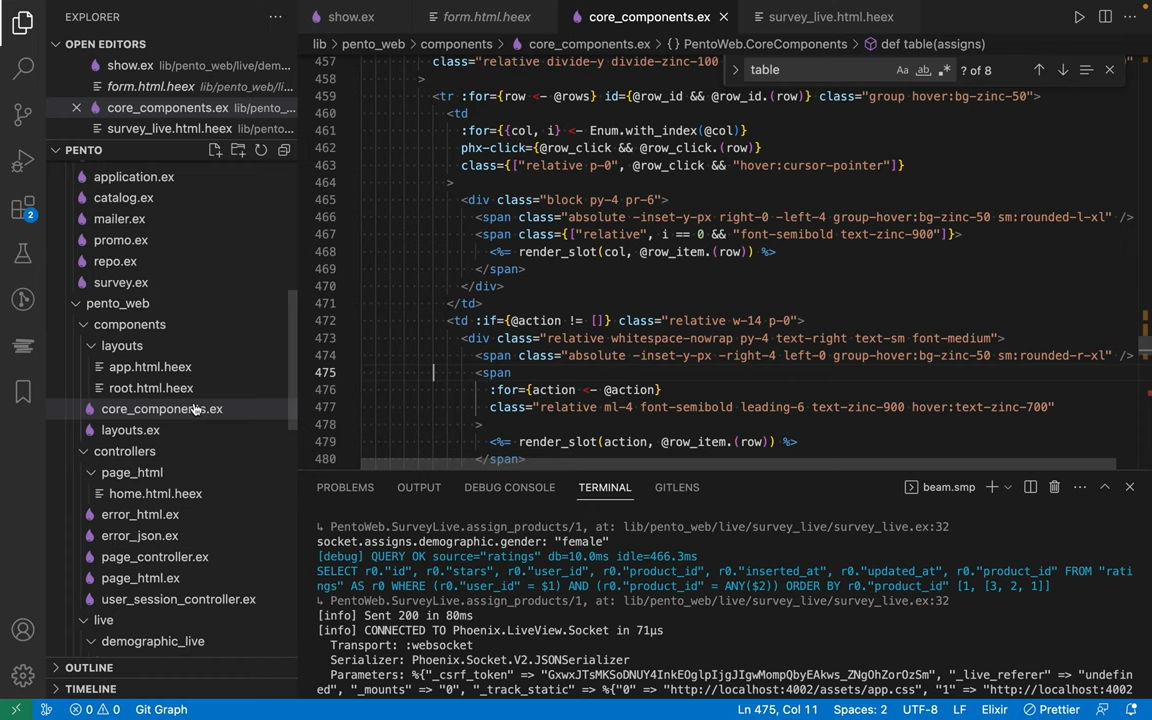 EXPLORER
show.ex
form.html.heex
core_components.ex
survey_live.html.heex
OPEN EDITORS
lib > pento_web > components > core_components.ex > {} PentoWeb.CoreComponents > def table(assigns)
show.ex lib/pento_web/live/dem...
form.html.heex lib/pento_web/li...
core_components.ex lib/pento_...
survey_live.html.heex lib/pento...
PENTO
table
Aa ab .*
? of 8
application.ex
catalog.ex
mailer.ex
promo.ex
repo.ex
survey.ex
pento_web
components
layouts
app.html.heex
root.html.heex
core_components.ex
layouts.ex
controllers
page_html
home.html.heex
error_html.ex
error_json.ex
page_controller.ex
page_html.ex
user_session_controller.ex
live
demographic_live
OUTLINE
TIMELINE
2
457 class="relative divide-y divide-zinc-100
458 >
459 <tr :for={row <- @rows} id={@row_id && @row_id.(row)} class="group hover:bg-zinc-50">
460 <td
461 :for={{col, i} <- Enum.with_index(@col)}
462 phx-click={@row_click && @row_click.(row)}
463 class={["relative p-0", @row_click && "hover:cursor-pointer"]}
464 >
465 <div class="block py-4 pr-6">
466 <span class="absolute -inset-y-px right-0 -left-4 group-hover:bg-zinc-50 sm:rounded-l-xl" />
467 <span class={["relative", i == 0 && "font-semibold text-zinc-900"]}>
468 <%= render_slot(col, @row_item.(row)) %>
469 </span>
470 </div>
471 </td>
472 <td :if={@action != []} class="relative w-14 p-0">
473 <div class="relative whitespace-nowrap py-4 text-right text-sm font-medium">
474 <span class="absolute -inset-y-px -right-4 left-0 group-hover:bg-zinc-50 sm:rounded-r-xl" />
475 <span
476 :for={action <- @action}
477 class="relative ml-4 font-semibold leading-6 text-zinc-900 hover:text-zinc-700"
478 >
479 <%= render_slot(action, @row_item.(row)) %>
480 </span>
PROBLEMS OUTPUT DEBUG CONSOLE TERMINAL GITLENS
beam.smp
↳ PentoWeb.SurveyLive.assign_products/1, at: lib/pento_web/live/survey_live/survey_live.ex:32
socket.assigns.demographic.gender: "female"
[debug] QUERY OK source="ratings" db=10.0ms idle=466.3ms
SELECT r0."id", r0."stars", r0."user_id", r0."product_id", r0."inserted_at", r0."updated_at", r0."product_id" FROM "rati
ngs" AS r0 WHERE (r0."user_id" = $1) AND (r0."product_id" = ANY($2)) ORDER BY r0."product_id" [1, [3, 2, 1]]
↳ PentoWeb.SurveyLive.assign_products/1, at: lib/pento_web/live/survey_live/survey_live.ex:32
[info] Sent 200 in 80ms
[info] CONNECTED TO Phoenix.LiveView.Socket in 71µs
Transport: :websocket
Serializer: Phoenix.Socket.V2.JSONSerializer
Parameters: %{"_csrf_token" => "GxwxJTsMKSoDNUY4InkEOglpIjgJIgwMompQbyEAkws_ZNgOhZorOzSm", "_live_referer" => "undefin
ed", "_mounts" => "0", "_track_static" => %{"0" => "http://localhost:4002/assets/app.css", "1" => "http://localhost:4002
0 0 Git Graph
Ln 475, Col 11 Spaces: 2 UTF-8 LF Elixir Prettier